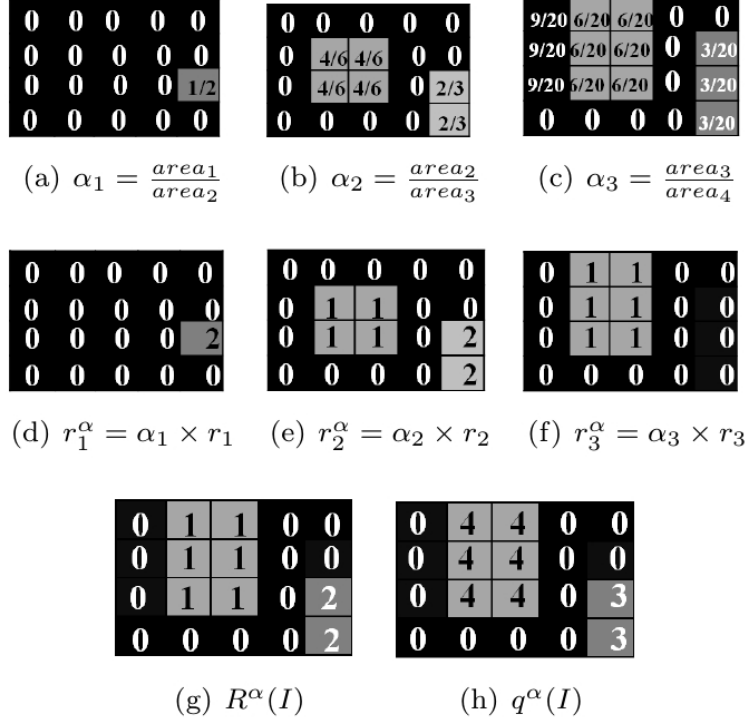 0 0 0 0 0 0 0 0 0 0 9/20 6/20 6/20 0 0
0 0 0 0 0 0 4/6 4/6 0 0 9/20 6/20 6/20 0 3/20
0 0 0 0 1/2 0 4/6 4/6 0 2/3 9/20 6/20 6/20 0 3/20
0 0 0 0 0 0 0 0 0 2/3 0 0 0 0 3/20
(a) α₁ = area₁/area₂ (b) α₂ = area₂/area₃ (c) α₃ = area₃/area₄
0 0 0 0 0 0 0 0 0 0 0 1 1 0 0
0 0 0 0 0 0 1 1 0 0 0 1 1 0 0
0 0 0 0 2 0 1 1 0 2 0 1 1 0 0
0 0 0 0 0 0 0 0 0 2 0 0 0 0 0
(d) r₁^α = α₁ × r₁ (e) r₂^α = α₂ × r₂ (f) r₃^α = α₃ × r₃
0 1 1 0 0 0 4 4 0 0
0 1 1 0 0 0 4 4 0 0
0 1 1 0 2 0 4 4 0 3
0 0 0 0 2 0 0 0 0 3
(g) R^α(I) (h) q^α(I)